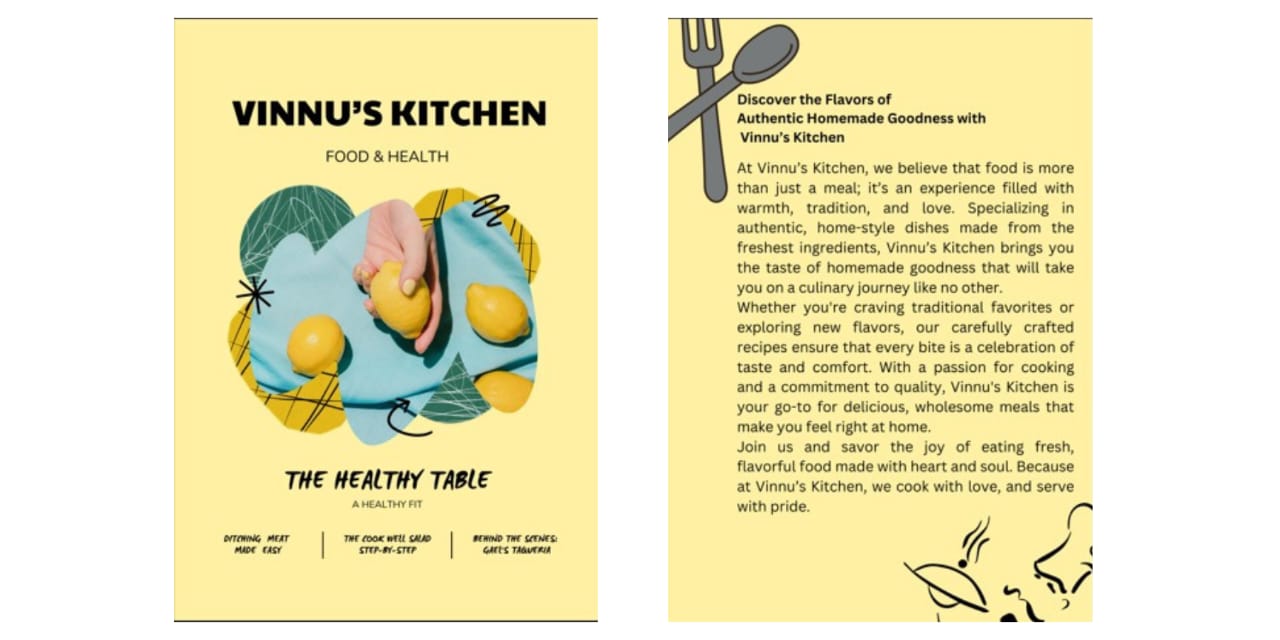 VINNU'S KITCHEN
FOOD & HEALTH
THE HEALTHY TABLE
A HEALTHY FIT
DITCHING MEAT
MADE EASY
THE COOK WELL SALAD
STEP-BY-STEP
BEHIND THE SCENES:
GAEL'S TAQUERIA
Discover the Flavors of
Authentic Homemade Goodness with
Vinnu's Kitchen
At Vinnu's Kitchen, we believe that food is more
than just a meal; it's an experience filled with
warmth, tradition, and love. Specializing in
authentic, home-style dishes made from the
freshest ingredients, Vinnu's Kitchen brings you
the taste of homemade goodness that will take
you on a culinary journey like no other.
Whether you're craving traditional favorites or
exploring new flavors, our carefully crafted
recipes ensure that every bite is a celebration of
taste and comfort. With a passion for cooking
and a commitment to quality, Vinnu's Kitchen is
your go-to for delicious, wholesome meals that
make you feel right at home.
Join us and savor the joy of eating fresh,
flavorful food made with heart and soul. Because
at Vinnu's Kitchen, we cook with love, and serve
with pride.